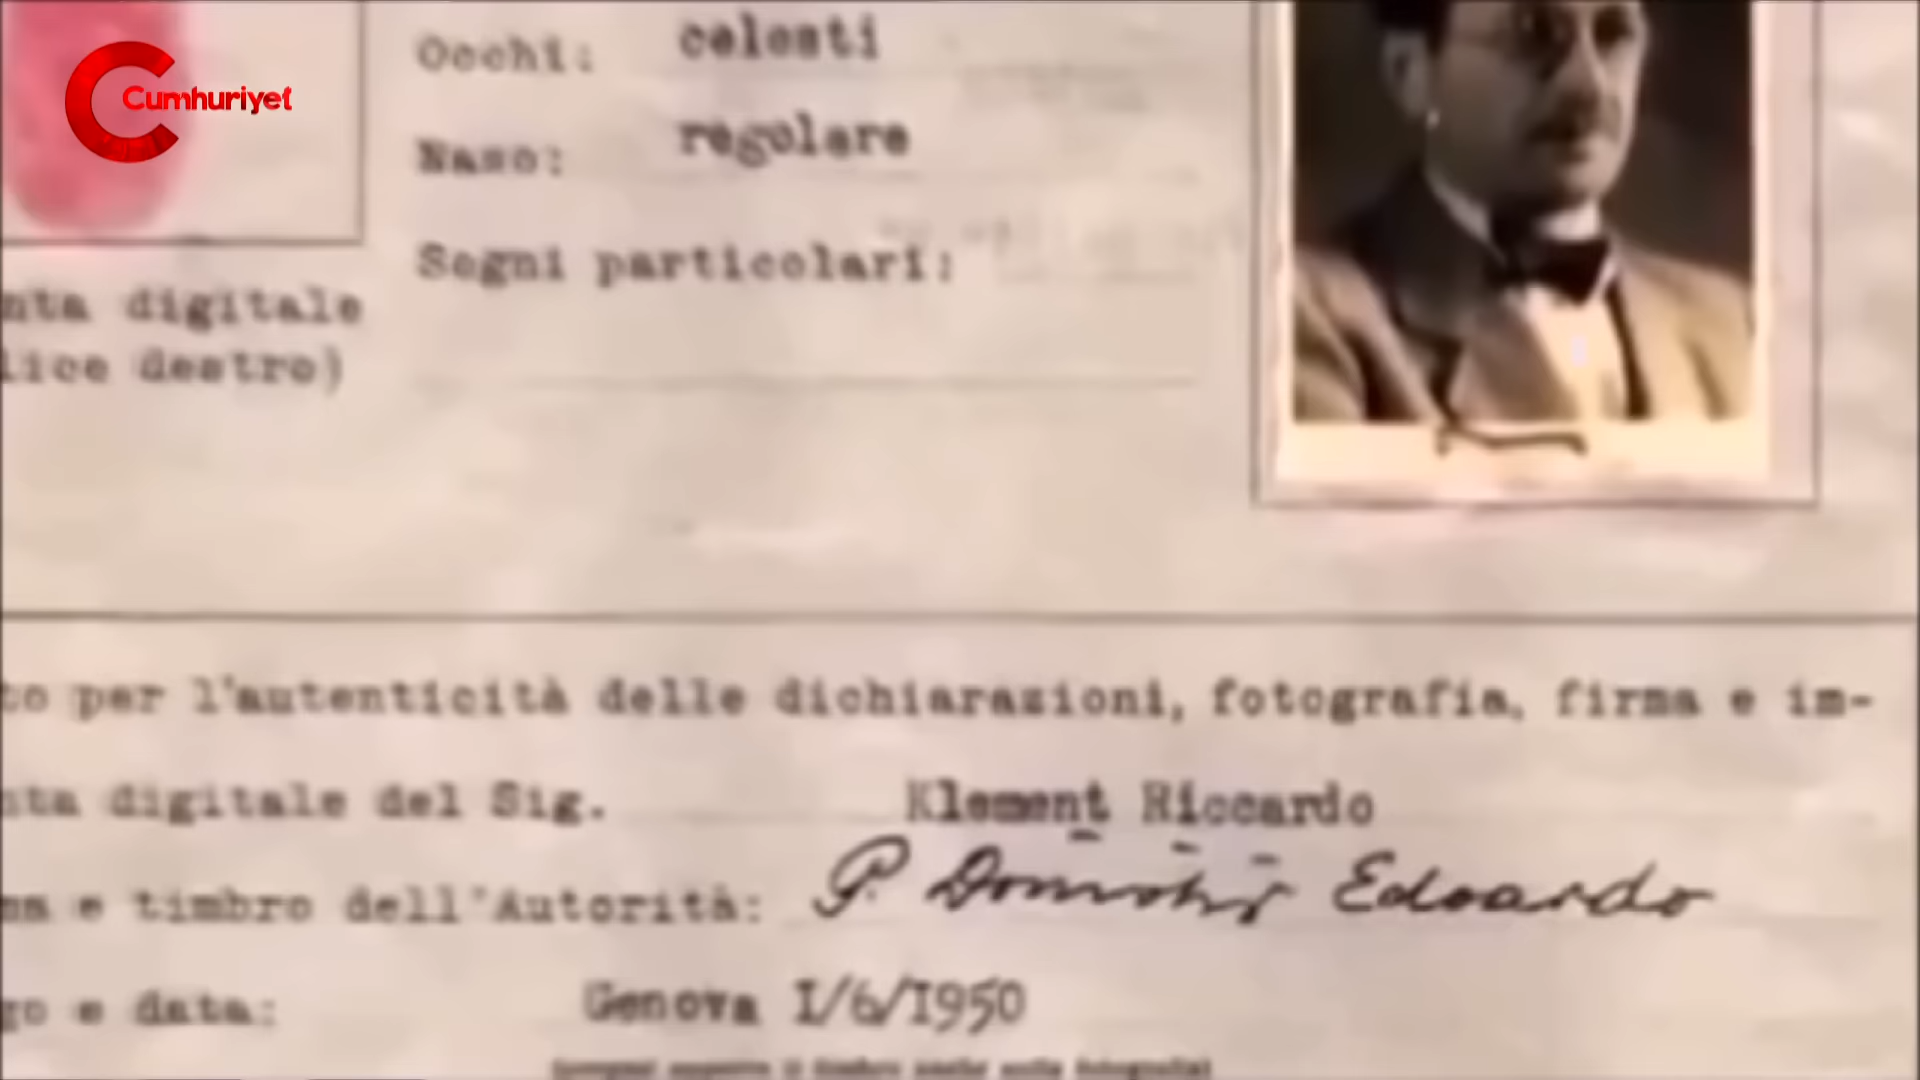 Cumhuriyet
Occhi: celesti
Naso: regolare
Segni particolari:
nta digitale
lice destro)
to per l'autenticità delle dichiarazioni, fotografia, firma e im-
nta digitale del Sig. Klement Riccardo
ma e timbro dell'Autorità: P. Edoardo
go e data: Genova 1/6/1950